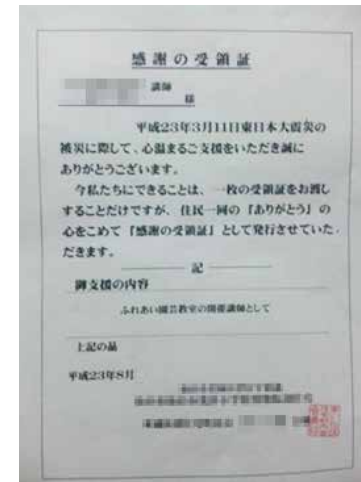 感謝の受領証
講師
様
平成23年3月11日東日本大震災の
被災に際して、心温まるご支援をいただき誠に
ありがとうございます。
今私たちにできることは、一枚の受領証をお渡し
することだけですが、住民一同の『ありがとう』の
心をこめて『感謝の受領証』として発行させていた
だきます。
記
御支援の内容
ふれあい園芸教室の開催講師として
上記の品
平成23年8月